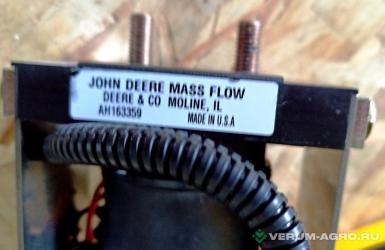 JOHN DEERE MASS FLOW
DEERE & CO MOLINE, IL
AH163359 MADE IN U.S.A
VERUM-AGRO.RU